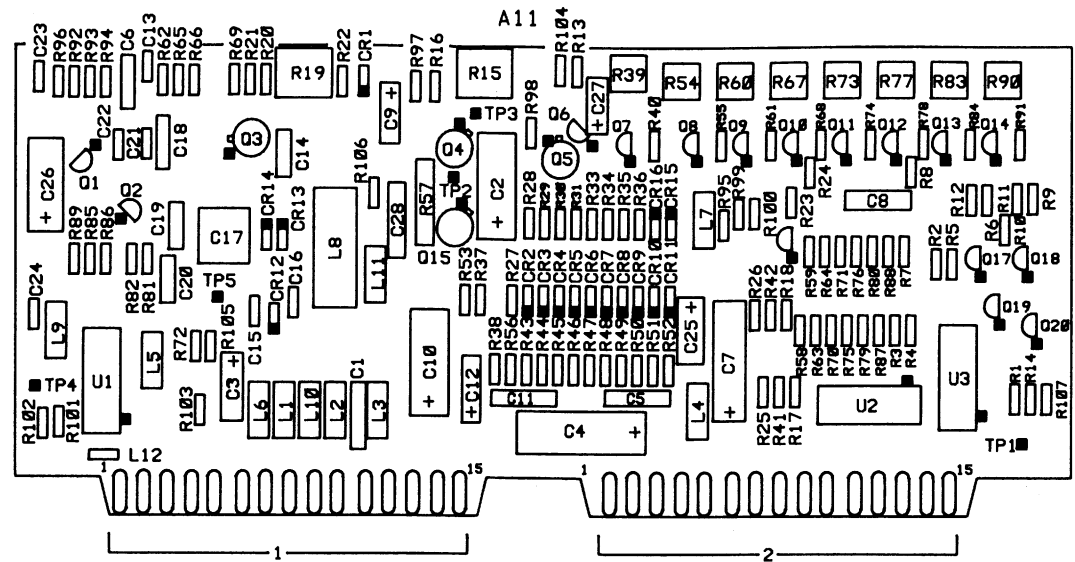 A11
C23
R96
R92
R93
R94
C6
C13
R62
R65
R66
R69
R21
R20
R19
R22
CR1
C9 +
R97
R16
R15
TP3
R98
R104
R13
Q6
C27 +
R39
R54
R60
R67
R73
R77
R83
R90
C26 +
C22
Q1
C21
C18
Q3
C14
R106
Q4
TP2
R57
C2 +
Q5
Q7
R40
Q8
R55
Q9
R61
Q10
R68
Q11
R74
Q12
R78
Q13
R84
Q14
R91
Q2
C19
C17
CR14
CR13
L8
C28
L11
Q15
R28
R29
R30
R31
R33
R34
R35
R36
CR16
CR15
L7
R95
R99
R100
R23
R24
C8
R8
R12
R11
R9
R6
R10
R89
R85
R86
R82
R81
C20
TP5
CR12
C16
C15
R53
R37
R27
CR2
CR3
CR4
CR5
CR6
CR7
CR8
CR9
CR10
CR11
R26
R42
R18
R59
R64
R71
R76
R80
R88
R7
R2
R5
Q17
Q18
C24
L9
U1
L5
R72
R105
C3 +
C10 +
C12 +
R38
R56
R43
R44
R45
R46
R47
R48
R49
R50
R51
R52
C25 +
C7 +
R58
R63
R70
R75
R79
R87
R3
R4
Q19
Q20
TP4
R102
R101
R103
L6
L1
L10
L2
C1
L3
C11
C5
C4 +
L4
R25
R41
R17
U2
U3
R1
R14
R107
TP1
L12
1
15
1
15
1
2